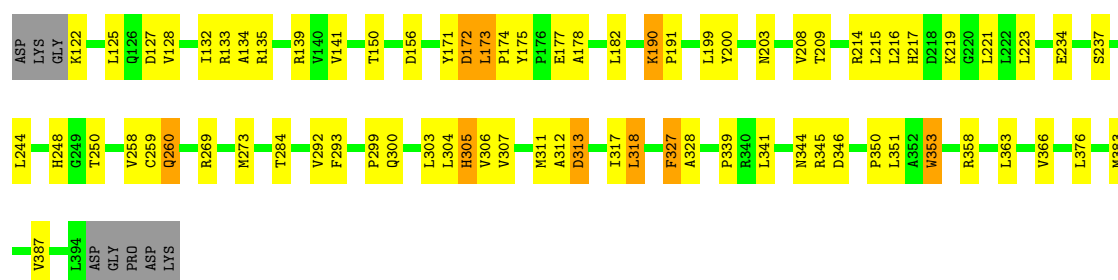 ASP LYS GLY K122 L125 Q126 D127 V128 I132 R133 A134 R135 R139 V140 V141 T150 D156 Y171 D172 L173 P174 Y175 P176 E177 A178 L182 K190 P191 L199 Y200 N203 V208 T209 R214 L215 L216 H217 D218 K219 G220 L221 L222 L223 E234 S237
L244 H248 G249 T250 V258 C259 Q260 R269 M273 T284 V292 F293 P299 Q300 L303 L304 H305 V306 V307 M311 A312 D313 I317 L318 F327 A328 P339 R340 L341 N344 R345 D346 P350 L351 A352 W353 R358 L363 V366 L376
V387 L394 ASP GLY PRO ASP LYS